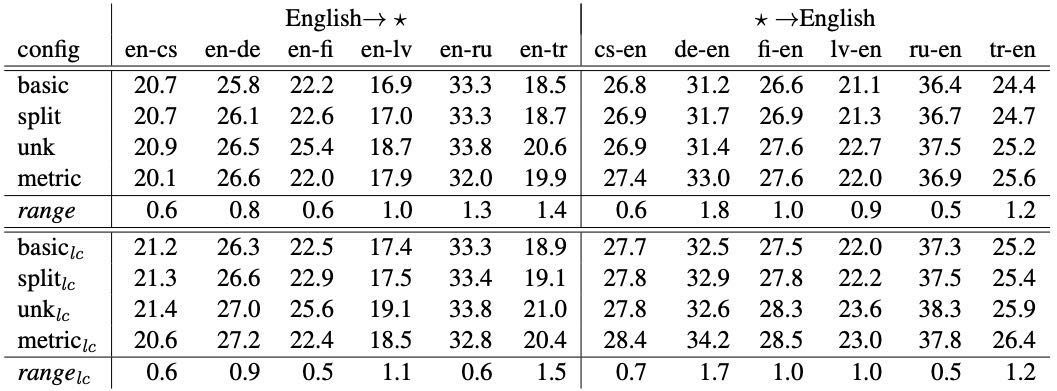 English→ ⋆ ⋆ →English
config en-cs en-de en-fi en-lv en-ru en-tr cs-en de-en fi-en lv-en ru-en tr-en
basic 20.7 25.8 22.2 16.9 33.3 18.5 26.8 31.2 26.6 21.1 36.4 24.4
split 20.7 26.1 22.6 17.0 33.3 18.7 26.9 31.7 26.9 21.3 36.7 24.7
unk 20.9 26.5 25.4 18.7 33.8 20.6 26.9 31.4 27.6 22.7 37.5 25.2
metric 20.1 26.6 22.0 17.9 32.0 19.9 27.4 33.0 27.6 22.0 36.9 25.6
range 0.6 0.8 0.6 1.0 1.3 1.4 0.6 1.8 1.0 0.9 0.5 1.2
basic_lc 21.2 26.3 22.5 17.4 33.3 18.9 27.7 32.5 27.5 22.0 37.3 25.2
split_lc 21.3 26.6 22.9 17.5 33.4 19.1 27.8 32.9 27.8 22.2 37.5 25.4
unk_lc 21.4 27.0 25.6 19.1 33.8 21.0 27.8 32.6 28.3 23.6 38.3 25.9
metric_lc 20.6 27.2 22.4 18.5 32.8 20.4 28.4 34.2 28.5 23.0 37.8 26.4
range_lc 0.6 0.9 0.5 1.1 0.6 1.5 0.7 1.7 1.0 1.0 0.5 1.2